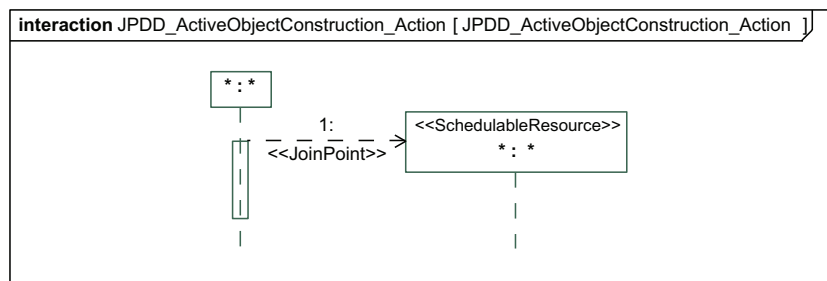 interaction JPDD_ActiveObjectConstruction_Action [ JPDD_ActiveObjectConstruction_Action ]
* : *
1:
<<JoinPoint>>
<<SchedulableResource>>
* : *